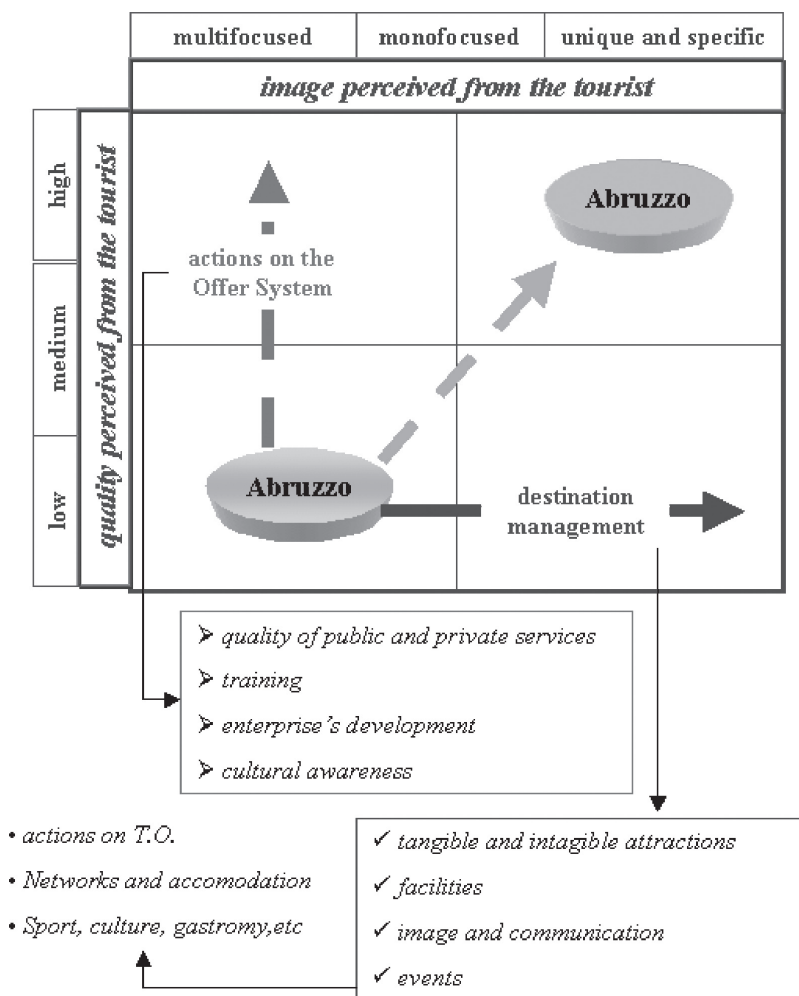 multifocused
monofocused
unique and specific
image perceived from the tourist
high
medium
low
quality perceived from the tourist
Abruzzo
actions on the
Offer System
Abruzzo
destination
management
➢ quality of public and private services
➢ training
➢ enterprise's development
➢ cultural awareness
• actions on T.O.
• Networks and accomodation
• Sport, culture, gastromy,etc
✓ tangible and intagible attractions
✓ facilities
✓ image and communication
✓ events